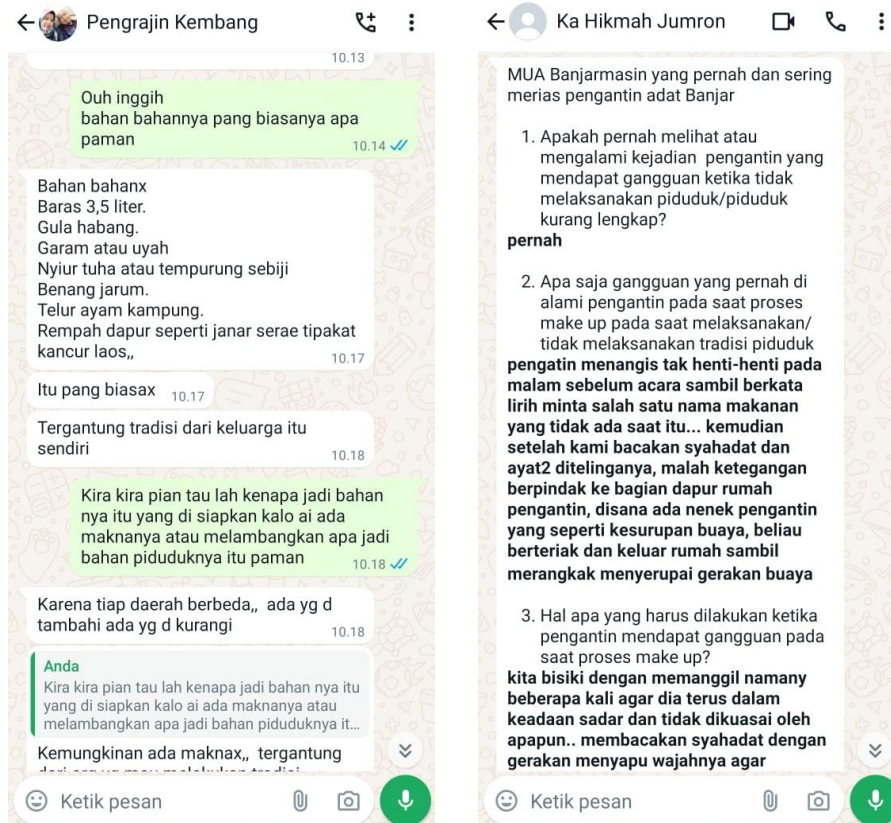 Pengrajin Kembang
10.13
Ouh inggih
bahan bahannya pang biasanya apa
paman
10.14
Bahan bahanx
Baras 3,5 liter.
Gula habang.
Garam atau uyah
Nyiur tuha atau tempurung sebiji
Benang jarum.
Telur ayam kampung.
Rempah dapur seperti janar serae tipakat
kancur laos,,
10.17
Itu pang biasax
10.17
Tergantung tradisi dari keluarga itu
sendiri
10.18
Kira kira pian tau lah kenapa jadi bahan
nya itu yang di siapkan kalo ai ada
maknanya atau melambangkan apa jadi
bahan piduduknya itu paman
10.18
Karena tiap daerah berbeda,, ada yg d
tambahi ada yg d kurangi
10.18
Anda
Kira kira pian tau lah kenapa jadi bahan nya itu
yang di siapkan kalo ai ada maknanya atau
melambangkan apa jadi bahan piduduknya it...
Kemungkinan ada maknax,, tergantung
Ketik pesan
Ka Hikmah Jumron
MUA Banjarmasin yang pernah dan sering
merias pengantin adat Banjar
1. Apakah pernah melihat atau
mengalami kejadian pengantin yang
mendapat gangguan ketika tidak
melaksanakan piduduk/piduduk
kurang lengkap?
pernah
2. Apa saja gangguan yang pernah di
alami pengantin pada saat proses
make up pada saat melaksanakan/
tidak melaksanakan tradisi piduduk
pengatin menangis tak henti-henti pada
malam sebelum acara sambil berkata
lirih minta salah satu nama makanan
yang tidak ada saat itu... kemudian
setelah kami bacakan syahadat dan
ayat2 ditelinganya, malah ketegangan
berpindak ke bagian dapur rumah
pengantin, disana ada nenek pengantin
yang seperti kesurupan buaya, beliau
berteriak dan keluar rumah sambil
merangkak menyerupai gerakan buaya
3. Hal apa yang harus dilakukan ketika
pengantin mendapat gangguan pada
saat proses make up?
kita bisiki dengan memanggil namany
beberapa kali agar dia terus dalam
keadaan sadar dan tidak dikuasai oleh
apapun.. membacakan syahadat dengan
gerakan menyapu wajahnya agar
Ketik pesan